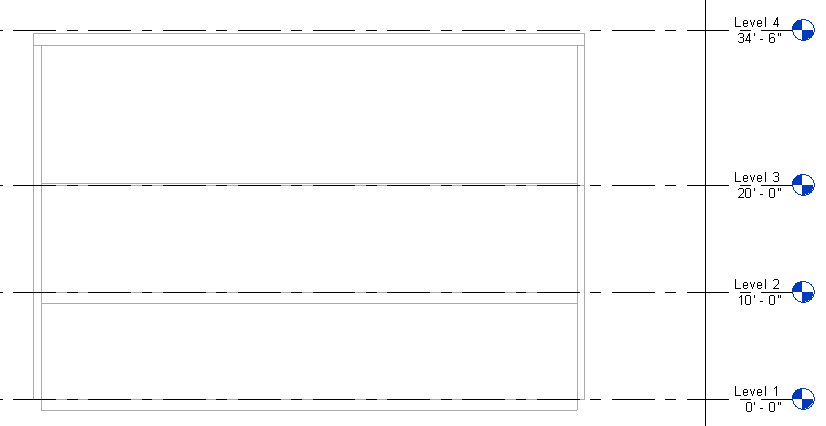 Level 4
34' - 6"
Level 3
20' - 0"
Level 2
10' - 0"
Level 1
0' - 0"